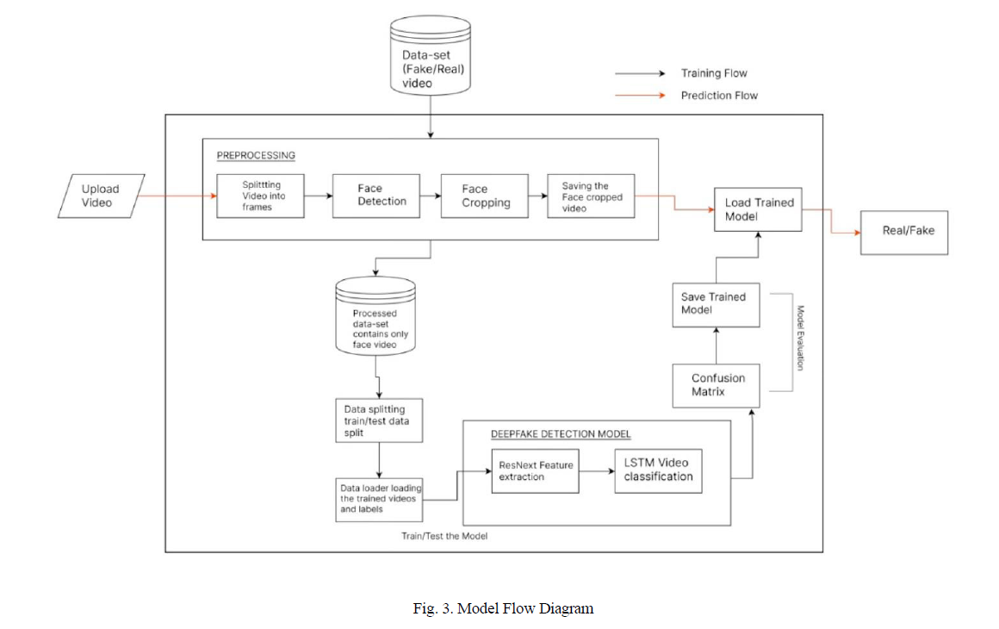 Data-set
(Fake/Real)
video
Training Flow
Prediction Flow
PREPROCESSING
Upload
Video
Splittting
Video into
frames
Face
Detection
Face
Cropping
Saving the
Face cropped
video
Load Trained
Model
Real/Fake
Processed
data-set
contains only
face video
Save Trained
Model
Model Evaluation
Confusion
Matrix
Data splitting
train/test data
split
DEEPFAKE DETECTION MODEL
ResNext Feature
extraction
LSTM Video
classification
Data loader loading
the trained videos
and labels
Train/Test the Model
Fig. 3. Model Flow Diagram